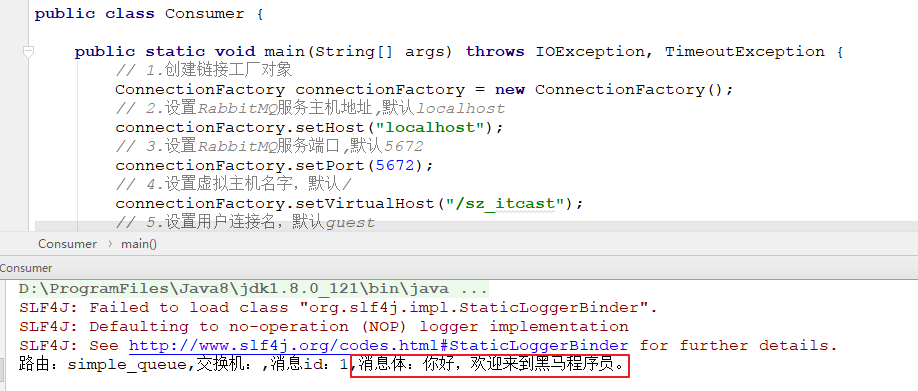 public class Consumer {
public static void main(String[] args) throws IOException, TimeoutException {
// 1.创建链接工厂对象
ConnectionFactory connectionFactory = new ConnectionFactory();
// 2.设置RabbitMQ服务主机地址,默认localhost
connectionFactory.setHost("localhost");
// 3.设置RabbitMQ服务端口,默认5672
connectionFactory.setPort(5672);
// 4.设置虚拟主机名字，默认/
connectionFactory.setVirtualHost("/sz_itcast");
// 5.设置用户连接名，默认guest
Consumer › main()
Consumer
D:\ProgramFiles\Java8\jdk1.8.0_121\bin\java ...
SLF4J: Failed to load class "org.slf4j.impl.StaticLoggerBinder".
SLF4J: Defaulting to no-operation (NOP) logger implementation
SLF4J: See http://www.slf4j.org/codes.html#StaticLoggerBinder for further details.
路由：simple_queue,交换机：,消息id：1,消息体：你好，欢迎来到黑马程序员。